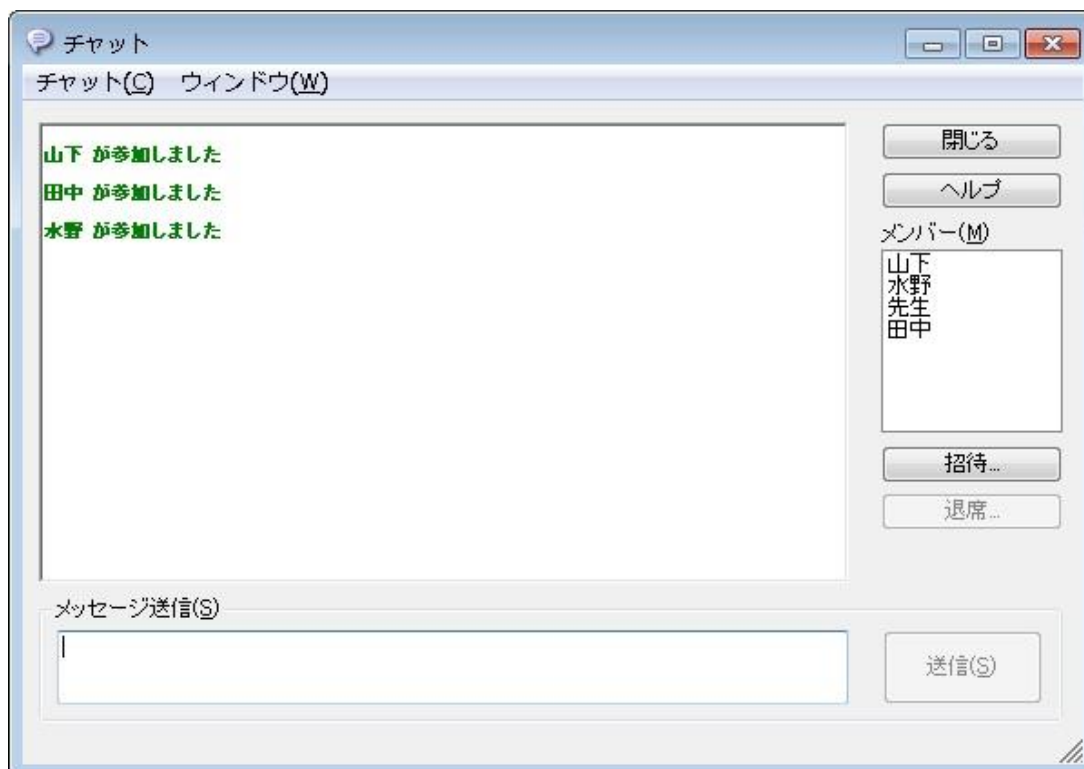 チャット
チャット(C) ウィンドウ(W)
山下 が参加しました
田中 が参加しました
水野 が参加しました
閉じる
ヘルプ
メンバー(M)
山下
水野
先生
田中
招待...
退席...
メッセージ送信(S)
送信(S)